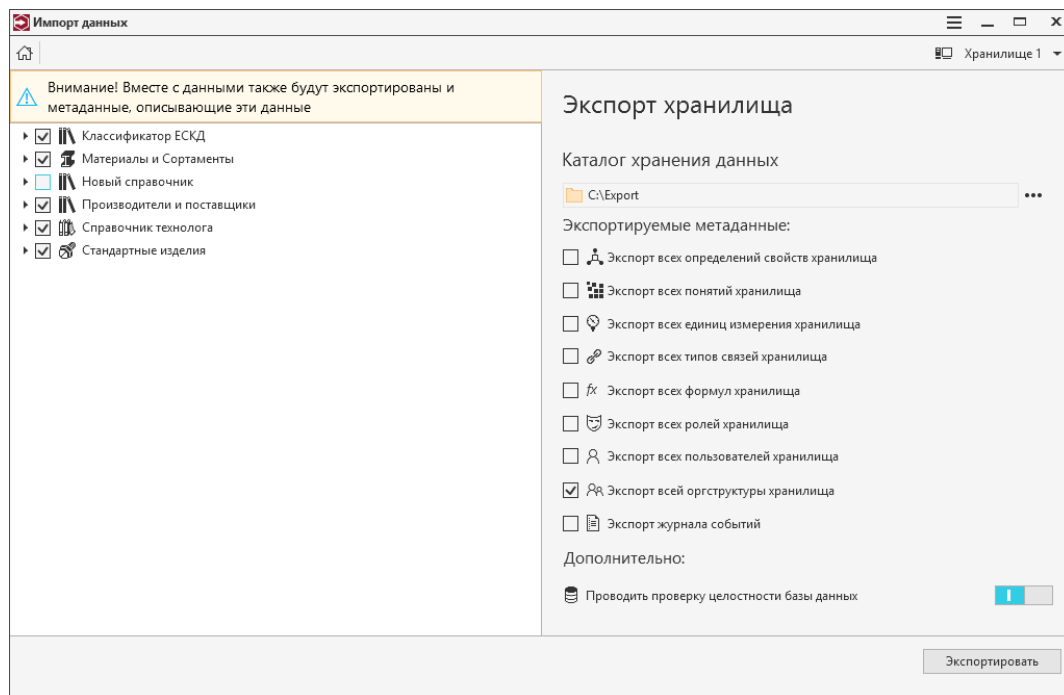 Импорт данных
Хранилище 1
Внимание! Вместе с данными также будут экспортированы и
метаданные, описывающие эти данные
Классификатор ЕСКД
Материалы и Сортаменты
Новый справочник
Производители и поставщики
Справочник технолога
Стандартные изделия
Экспорт хранилища
Каталог хранения данных
C:\Export
Экспортируемые метаданные:
Экспорт всех определений свойств хранилища
Экспорт всех понятий хранилища
Экспорт всех единиц измерения хранилища
Экспорт всех типов связей хранилища
Экспорт всех формул хранилища
Экспорт всех ролей хранилища
Экспорт всех пользователей хранилища
Экспорт всей оргструктуры хранилища
Экспорт журнала событий
Дополнительно:
Проводить проверку целостности базы данных
Экспортировать